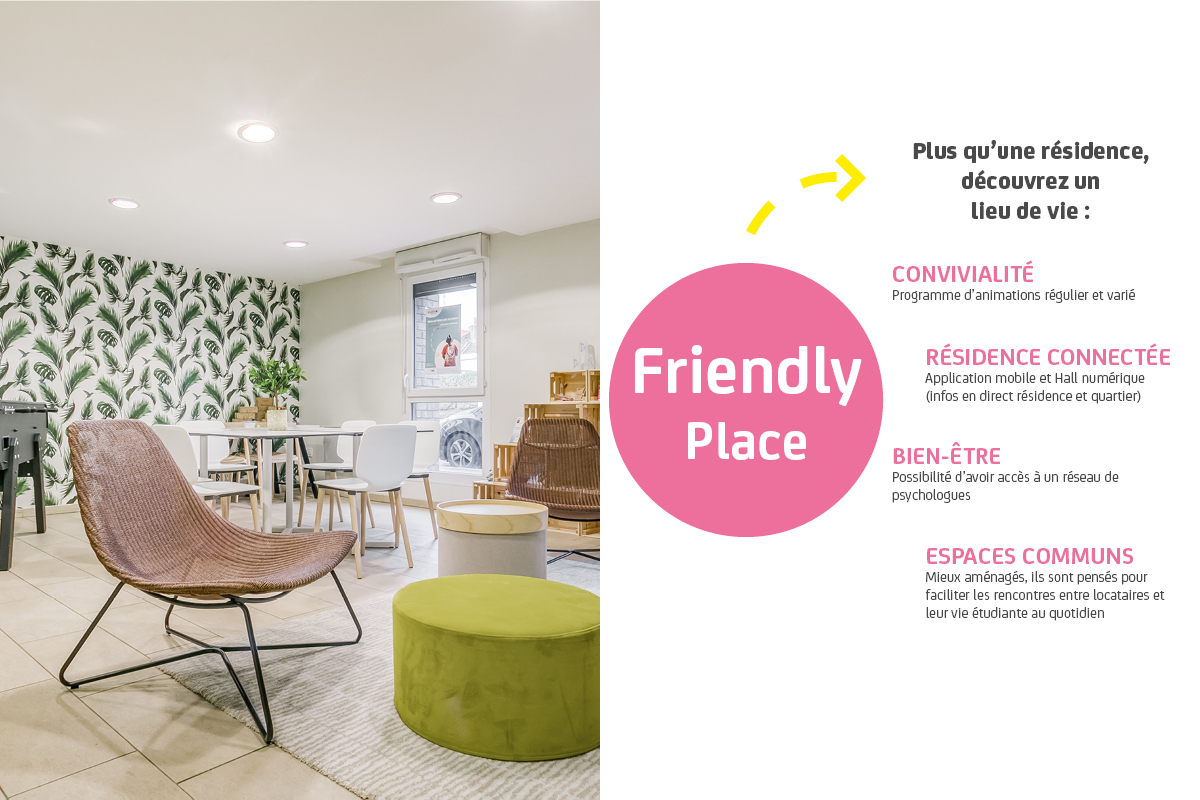 Plus qu'une résidence,
découvrez un
lieu de vie :
Friendly
Place
CONVIVIALITÉ
Programme d'animations régulier et varié
RÉSIDENCE CONNECTÉE
Application mobile et Hall numérique
(infos en direct résidence et quartier)
BIEN-ÊTRE
Possibilité d'avoir accès à un réseau de
psychologues
ESPACES COMMUNS
Mieux aménagés, ils sont pensés pour
faciliter les rencontres entre locataires et
leur vie étudiante au quotidien